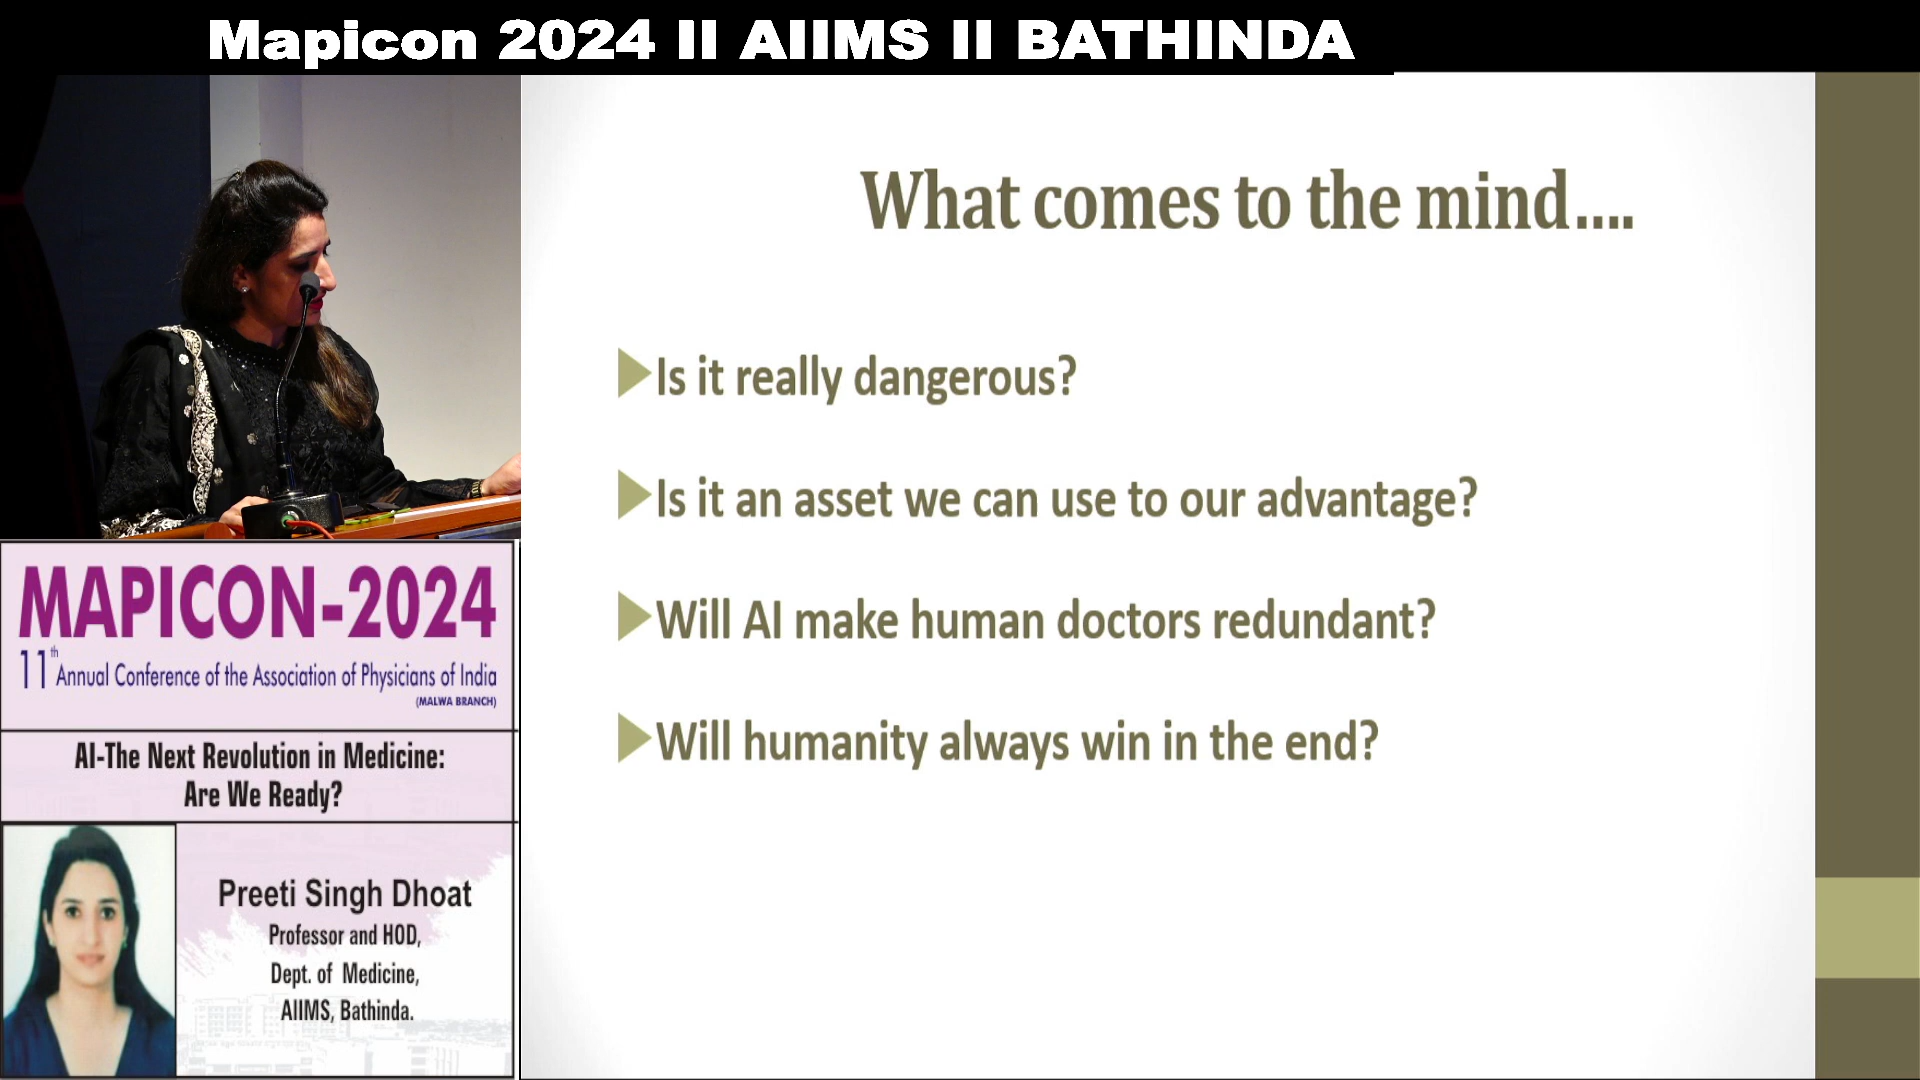 Mapicon 2024 II AIIMS II BATHINDA
What comes to the mind....
Is it really dangerous?
Is it an asset we can use to our advantage?
Will AI make human doctors redundant?
Will humanity always win in the end?
MAPICON-2024
11th Annual Conference of the Association of Physicians of India
(MALWA BRANCH)
AI-The Next Revolution in Medicine:
Are We Ready?
Preeti Singh Dhoat
Professor and HOD,
Dept. of Medicine,
AIIMS, Bathinda.